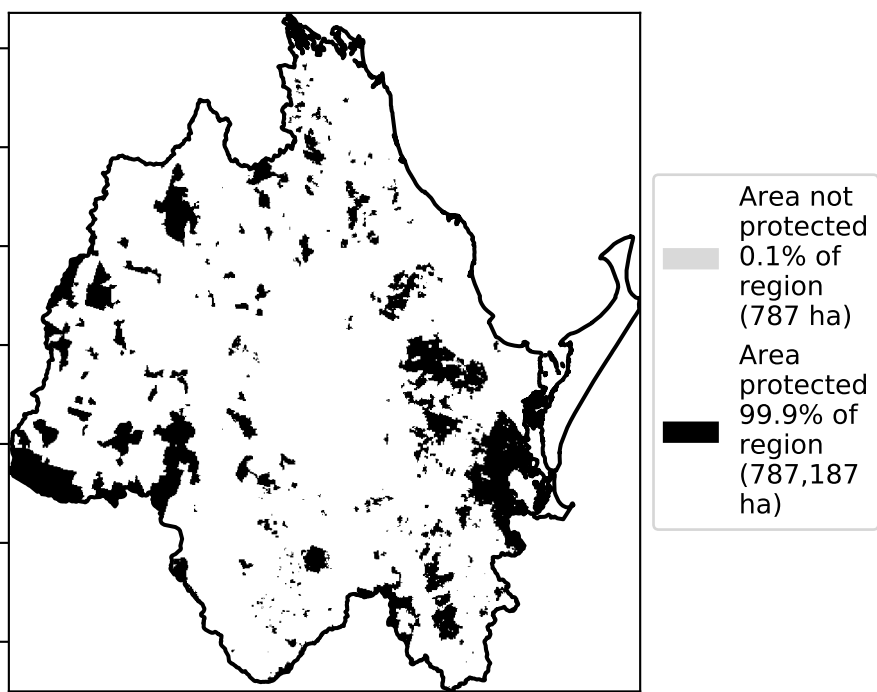 Area not
protected
0.1% of
region
(787 ha)
Area
protected
99.9% of
region
(787,187
ha)